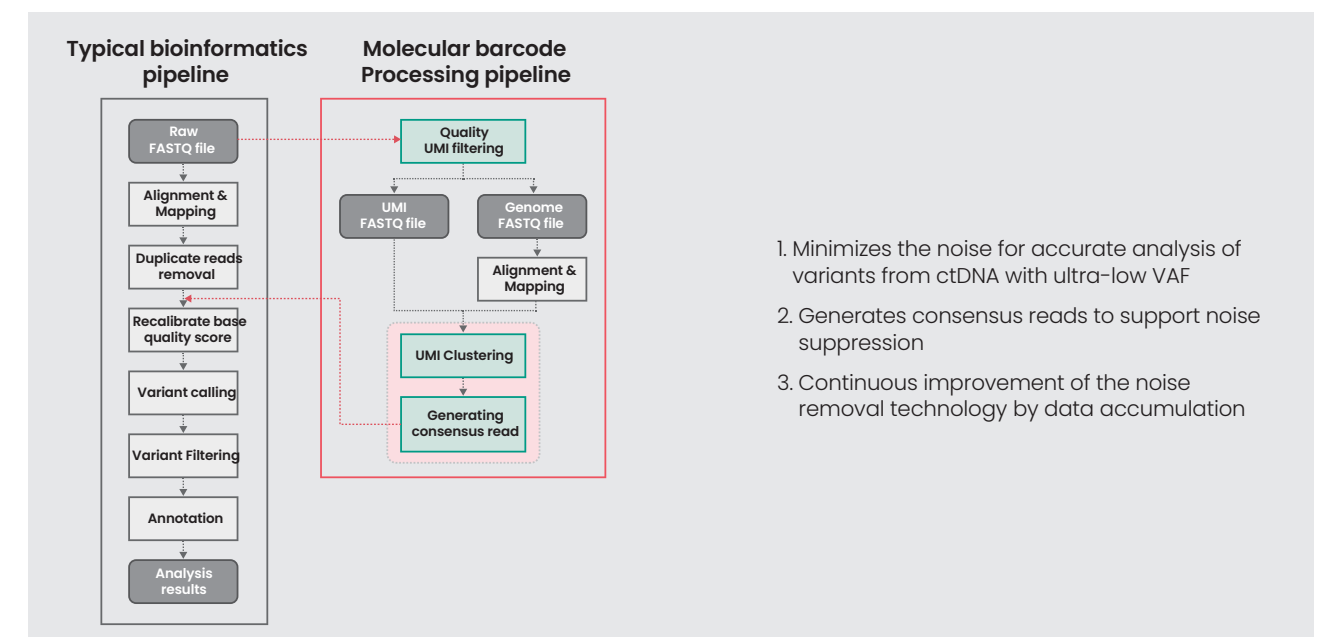 Typical bioinformatics
pipeline
Raw
FASTQ file
Alignment &
Mapping
Duplicate reads
removal
Recalibrate base
quality score
Variant calling
Variant Filtering
Annotation
Analysis
results
Molecular barcode
Processing pipeline
Quality
UMI filtering
UMI
FASTQ file
Genome
FASTQ file
Alignment &
Mapping
UMI Clustering
Generating
consensus read
1. Minimizes the noise for accurate analysis of
variants from ctDNA with ultra-low VAF
2. Generates consensus reads to support noise
suppression
3. Continuous improvement of the noise
removal technology by data accumulation